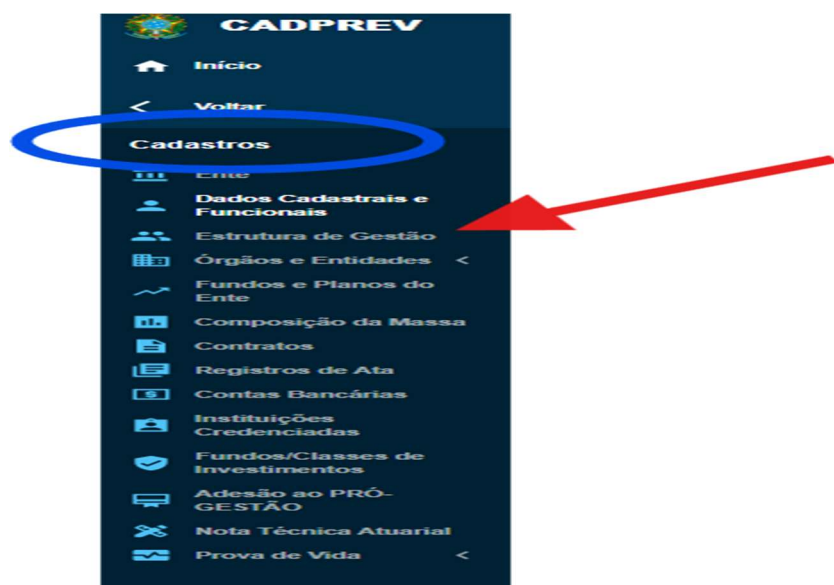 CADPREV
Início
< Voltar
Cadastros
Ente
Dados Cadastrais e
Funcionais
Estrutura de Gestão
Órgãos e Entidades <
Fundos e Planos do
Ente
Composição da Massa
Contratos
Registros de Ata
Contas Bancárias
Instituições
Credenciadas
Fundos/Classes de
Investimentos
Adesão ao PRÓ-
GESTÃO
Nota Técnica Atuarial
Prova de Vida <